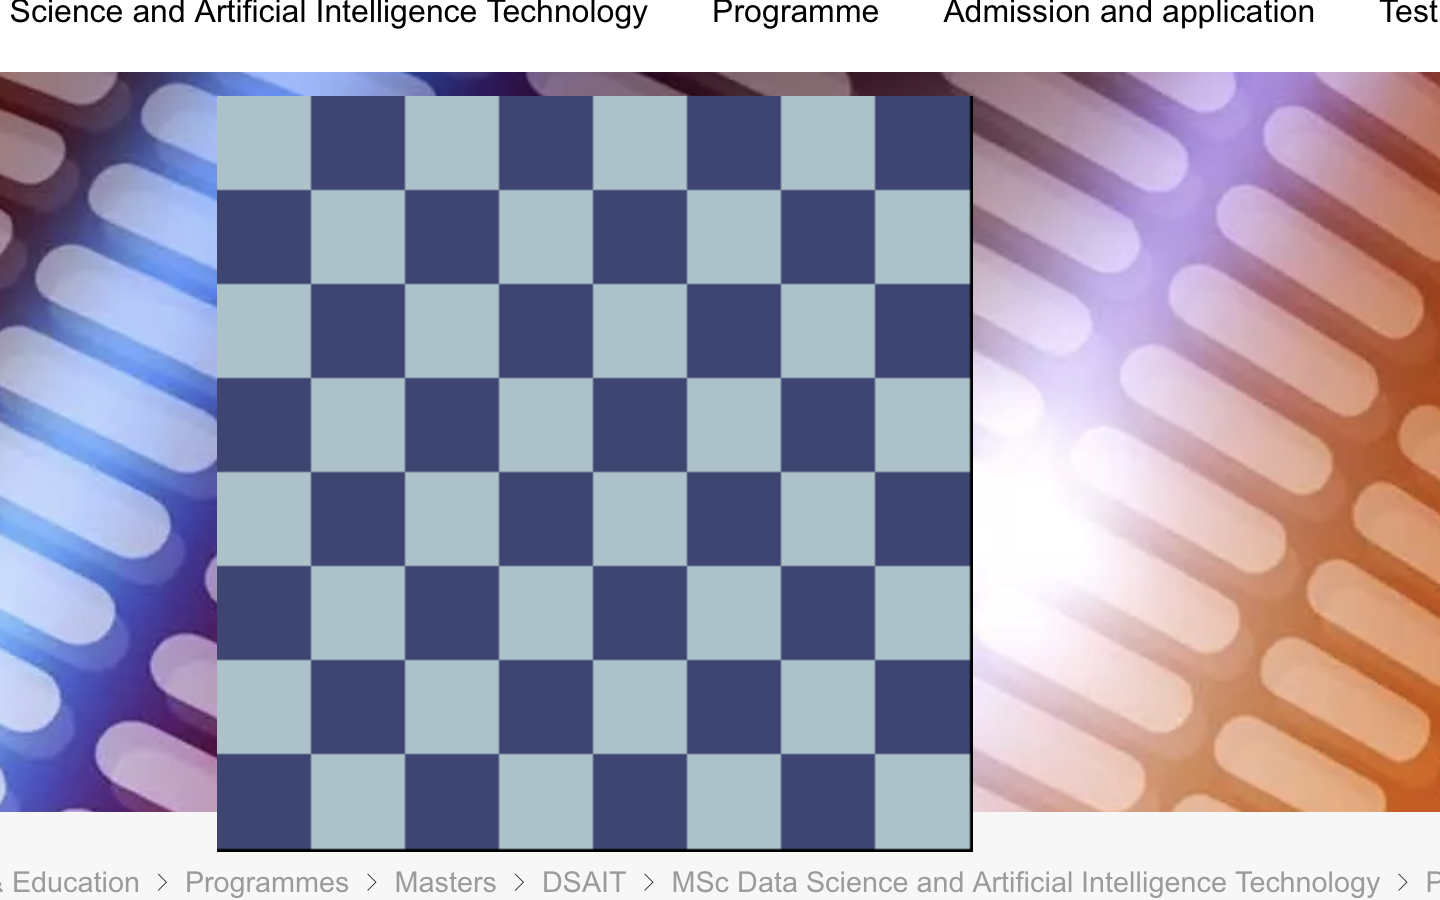 Science and Artificial Intelligence Technology Programme Admission and application Test
Education > Programmes > Masters > DSAIT > MSc Data Science and Artificial Intelligence Technology >